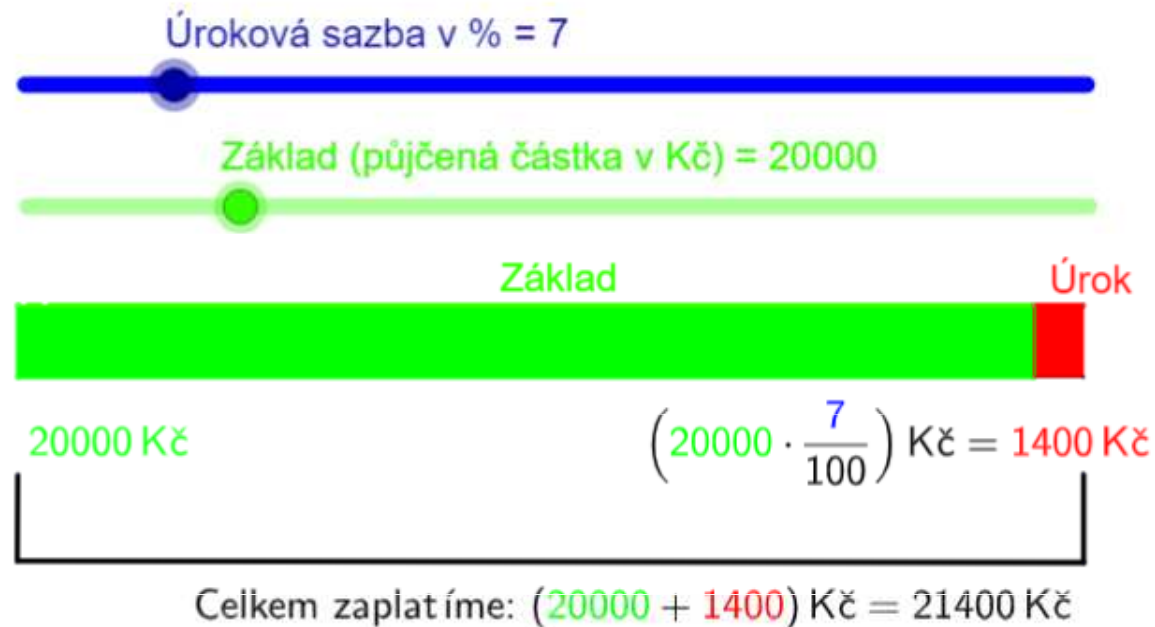 Úroková sazba v % = 7
Základ (půjčená částka v Kč) = 20000
Základ Úrok
20000 Kč (20000 · 7/100) Kč = 1400 Kč
Celkem zaplatíme: (20000 + 1400) Kč = 21400 Kč